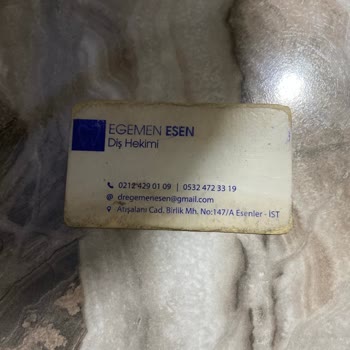 EGEMEN ESEN
Diş Hekimi
0212 429 01 09 | 0532 472 33 19
dregemenesen@gmail.com
Atışalanı Cad. Birlik Mh. No:147/A Esenler - İST